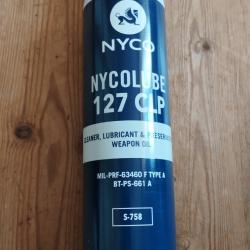 NYCO
NYCOLUBE
127 CLP
CLEANER, LUBRICANT & PRESERVATIVE
WEAPON OIL
MIL-PRF-63460 F TYPE A
BT-PS-661 A
S-758